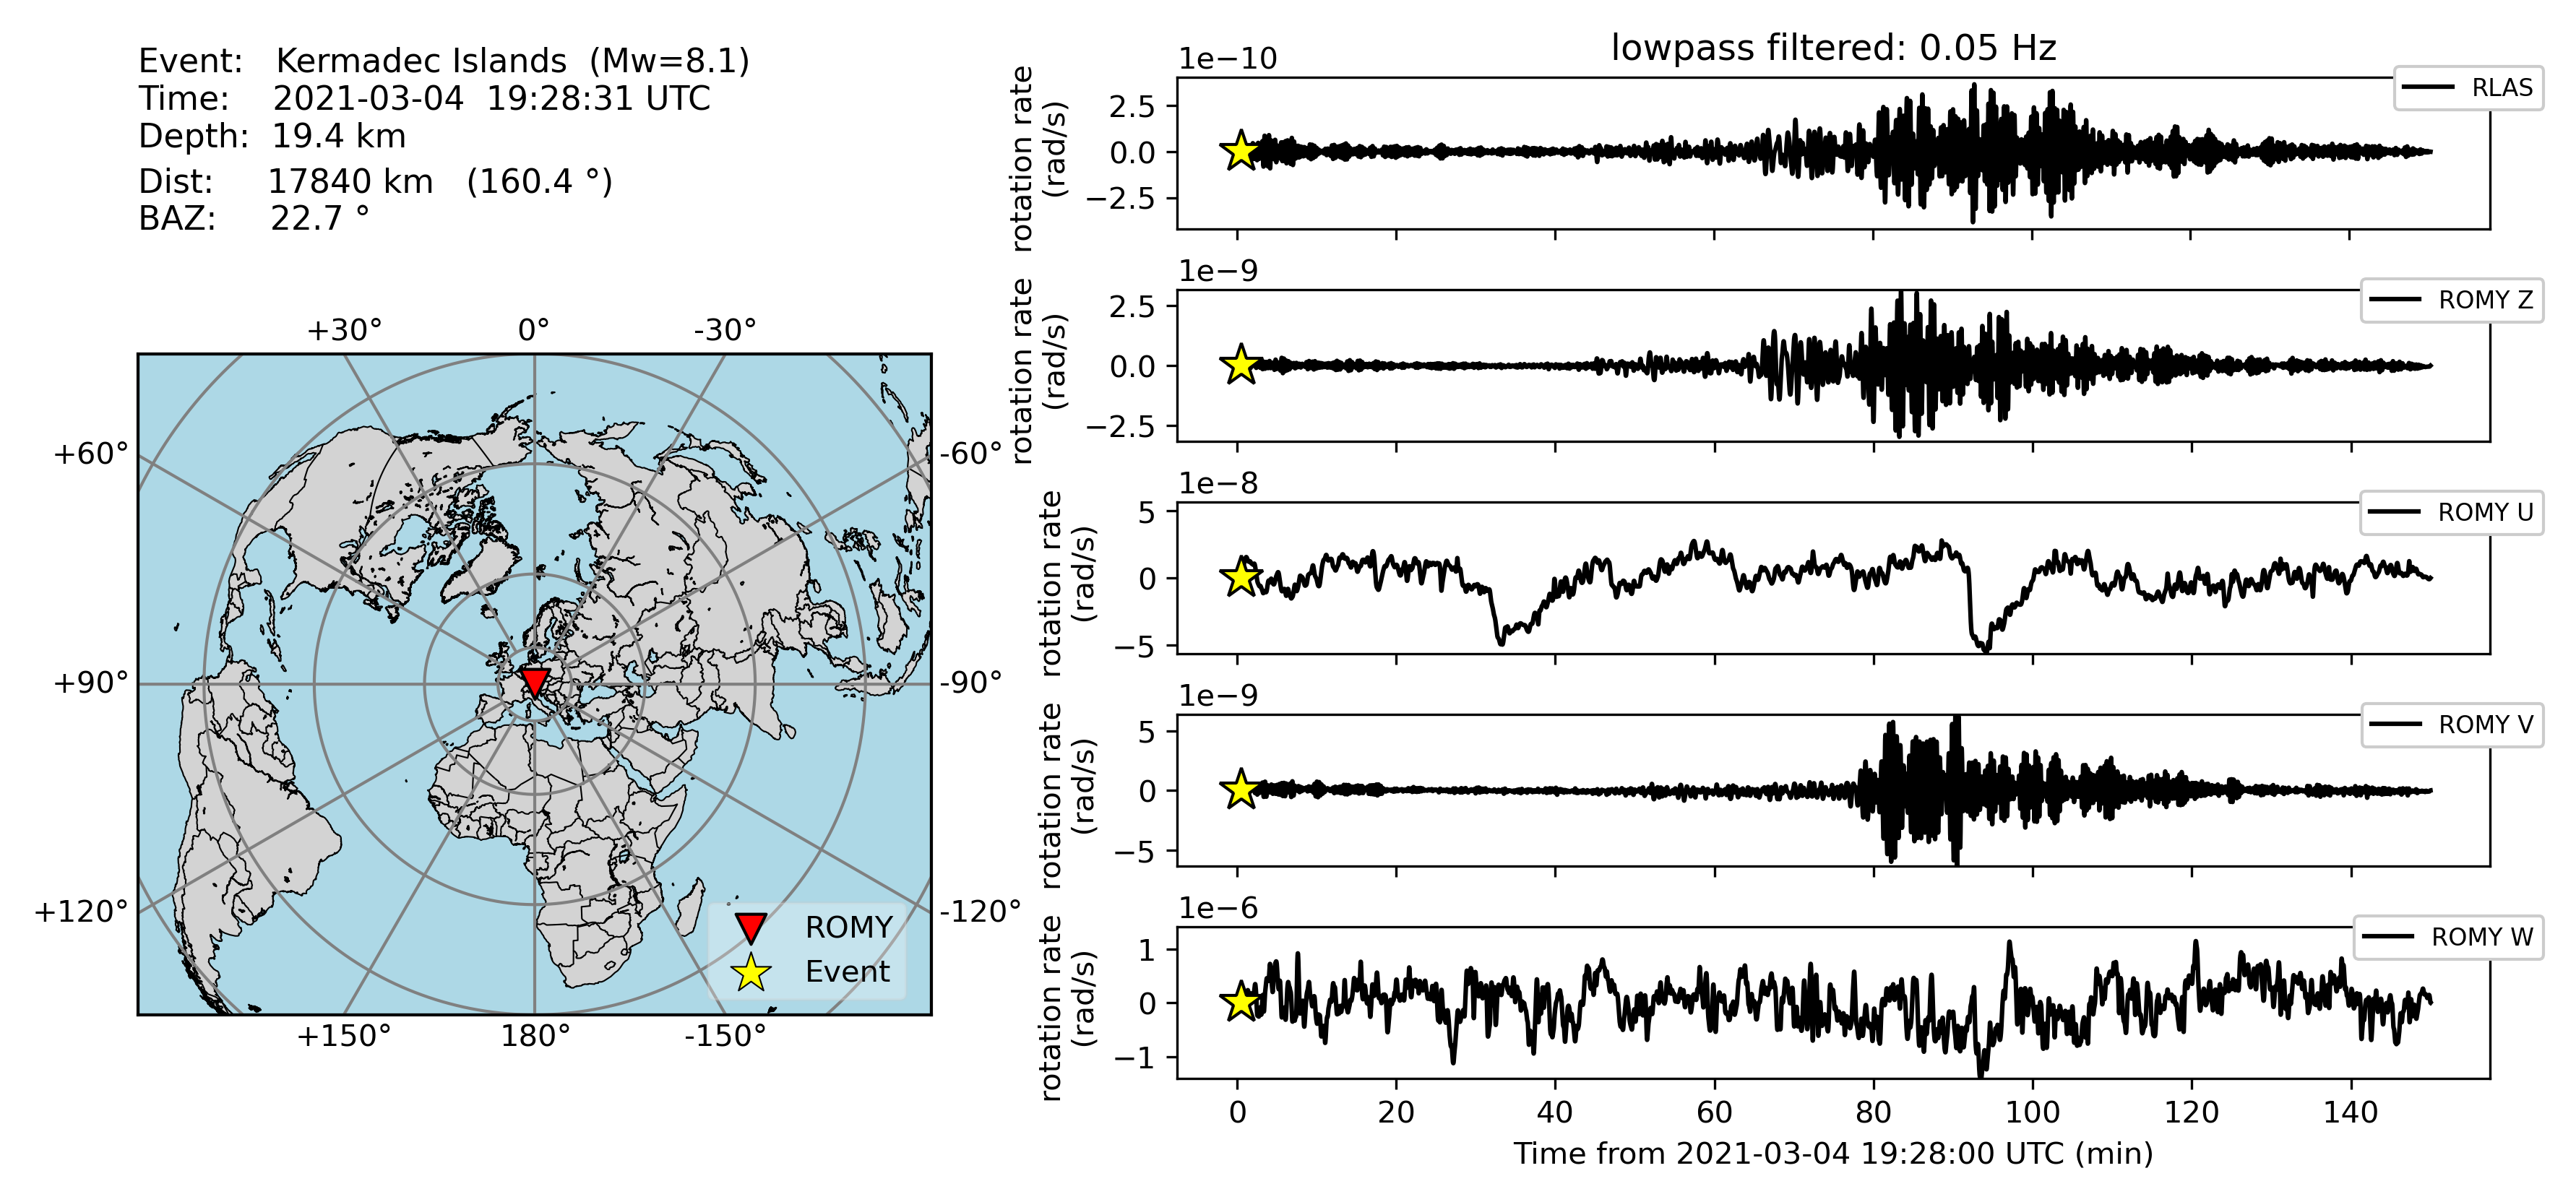 Event:   Kermadec Islands  (Mw=8.1)
Time:    2021-03-04  19:28:31 UTC
Depth:  19.4 km
Dist:     17840 km   (160.4 °)
BAZ:     22.7 °
+30° 0° -30°
+60° -60°
+90° -90°
+120° -120°
+150° 180° -150°
ROMY
Event
lowpass filtered: 0.05 Hz
1e−10
rotation rate
(rad/s)
2.5
0.0
−2.5
RLAS
1e−9
rotation rate
(rad/s)
2.5
0.0
−2.5
ROMY Z
1e−8
rotation rate
(rad/s)
5
0
−5
ROMY U
1e−9
rotation rate
(rad/s)
5
0
−5
ROMY V
1e−6
rotation rate
(rad/s)
1
0
−1
ROMY W
0 20 40 60 80 100 120 140
Time from 2021-03-04 19:28:00 UTC (min)